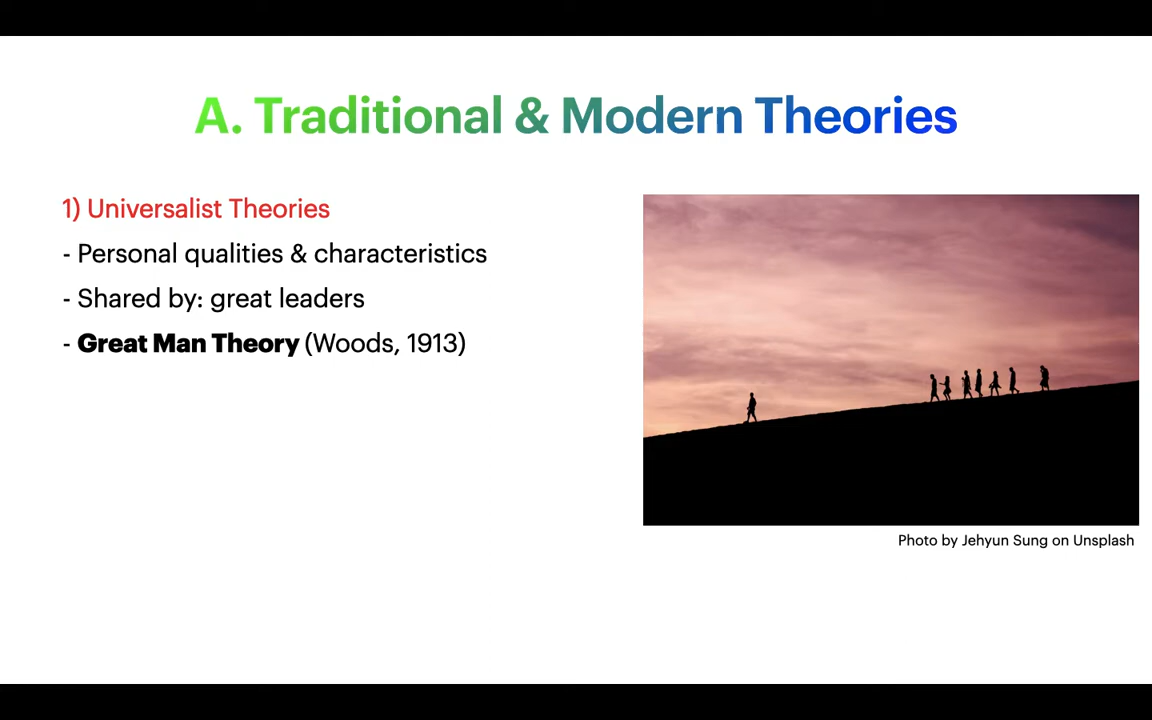 A. Traditional & Modern Theories
1) Universalist Theories
- Personal qualities & characteristics
- Shared by: great leaders
- Great Man Theory (Woods, 1913)
Photo by Jehyun Sung on Unsplash